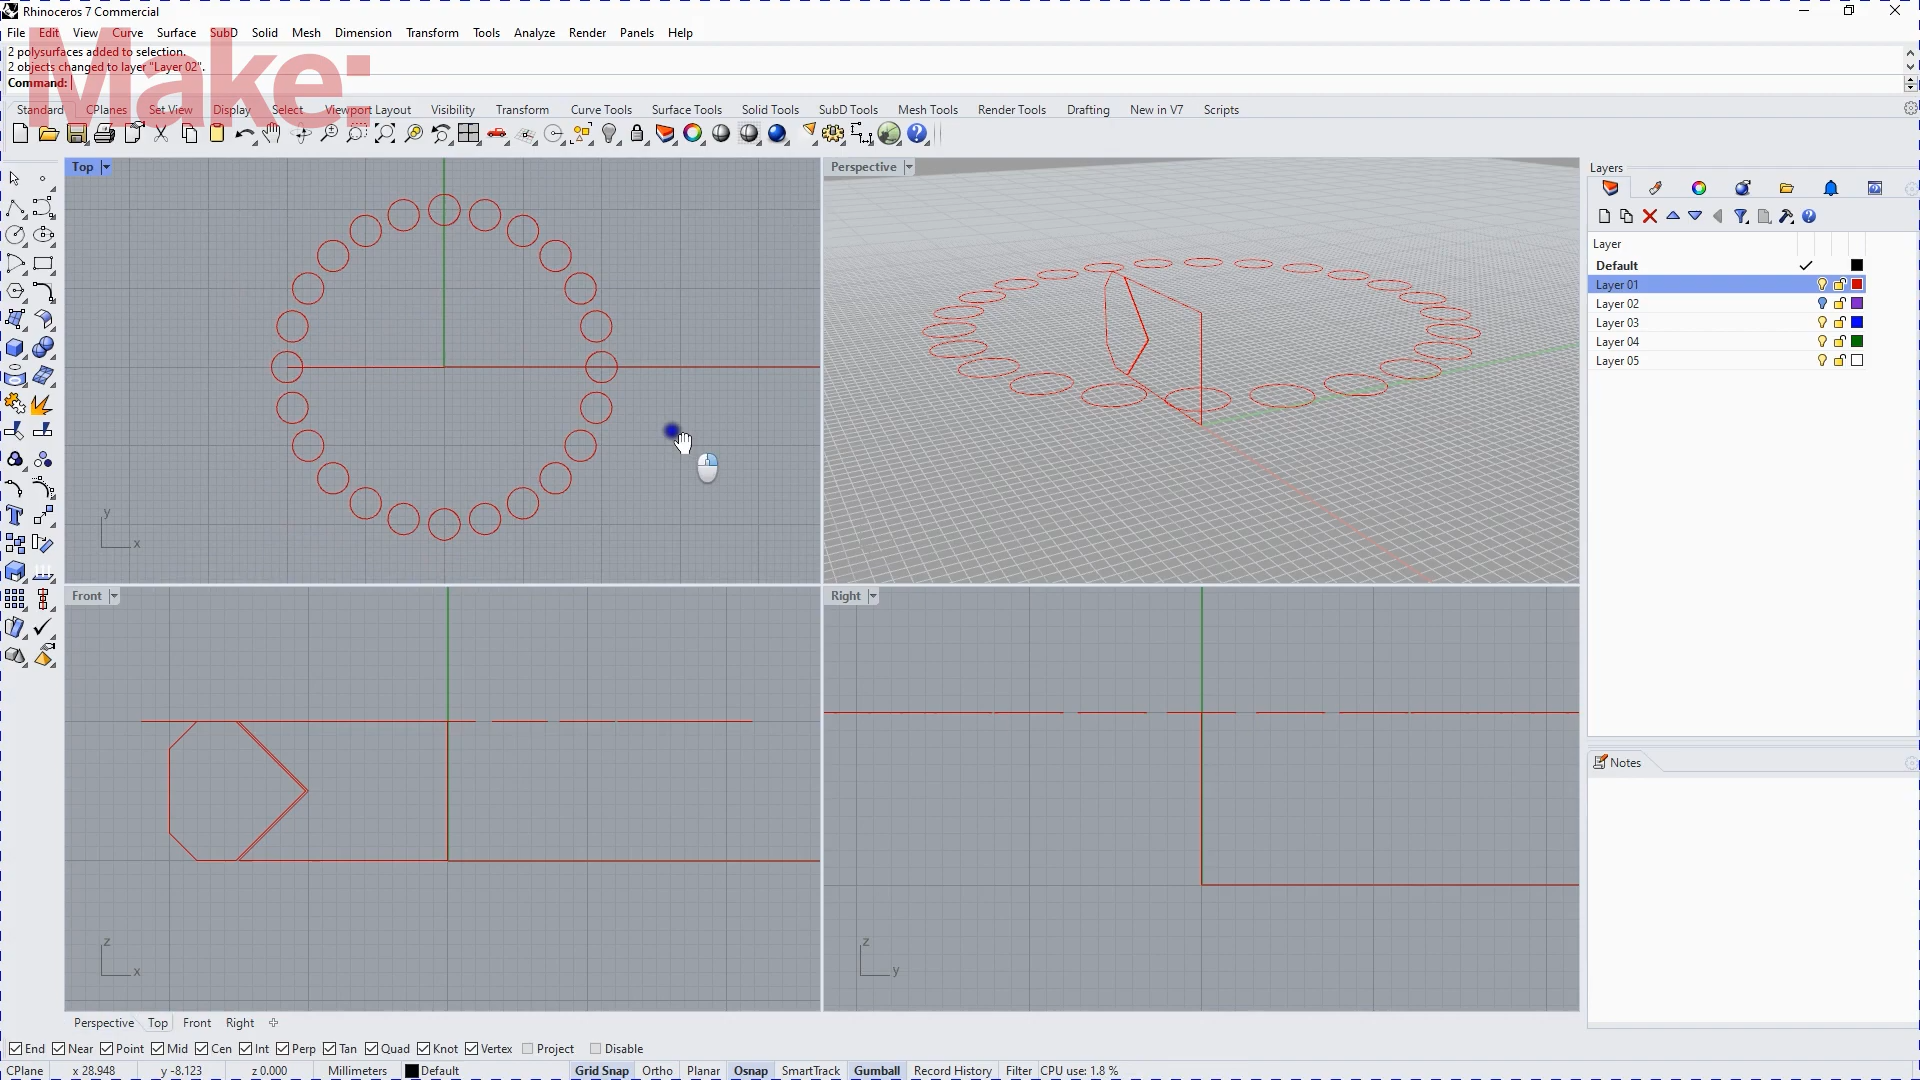 Rhinoceros 7 Commercial
File Edit View Curve Surface SubD Solid Mesh Dimension Transform Tools Analyze Render Panels Help
2 polysurfaces added to selection.
2 objects changed to layer "Layer 02".
Command:
Make:
Standard CPlanes Set View Display Select Viewport Layout Visibility Transform Curve Tools Surface Tools Solid Tools SubD Tools Mesh Tools Render Tools Drafting New in V7 Scripts
Top
Perspective
Layers
Layer
Default
Layer 01
Layer 02
Layer 03
Layer 04
Layer 05
y
x
Front
Right
Notes
z
x
z
y
Perspective Top Front Right
End Near Point Mid Cen Int Perp Tan Quad Knot Vertex Project Disable
CPlane x 28.948 y -8.123 z 0.000 Millimeters Default Grid Snap Ortho Planar Osnap SmartTrack Gumball Record History Filter CPU use: 1.8 %